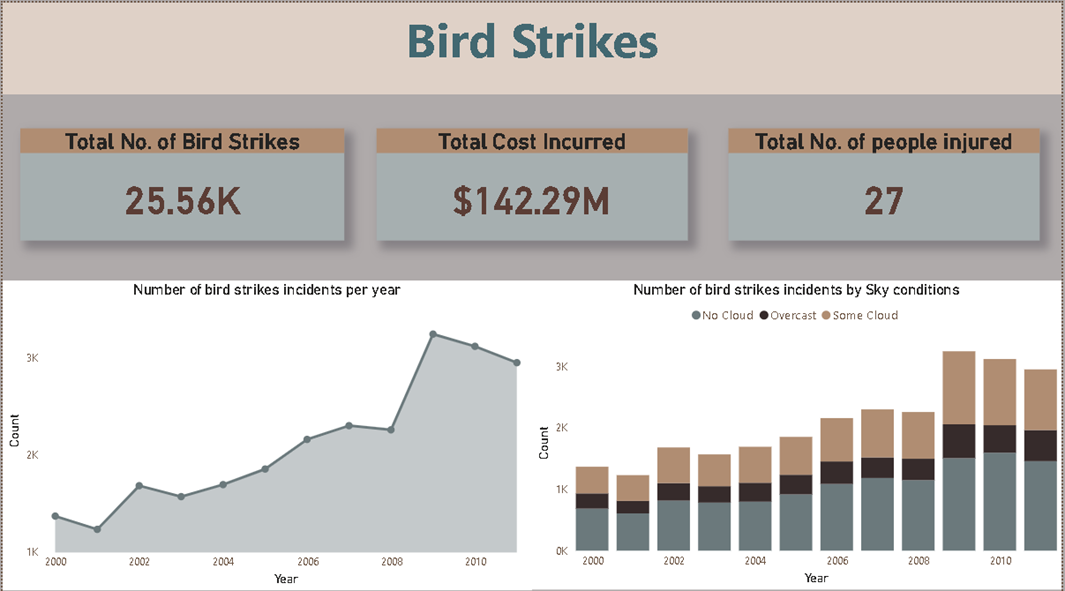 Bird Strikes
Total No. of Bird Strikes
25.56K
Total Cost Incurred
$142.29M
Total No. of people injured
27
Number of bird strikes incidents per year
3K
2K
1K
Count
2000 2002 2004 2006 2008 2010
Year
Number of bird strikes incidents by Sky conditions
No Cloud Overcast Some Cloud
3K
2K
1K
0K
Count
2000 2002 2004 2006 2008 2010
Year